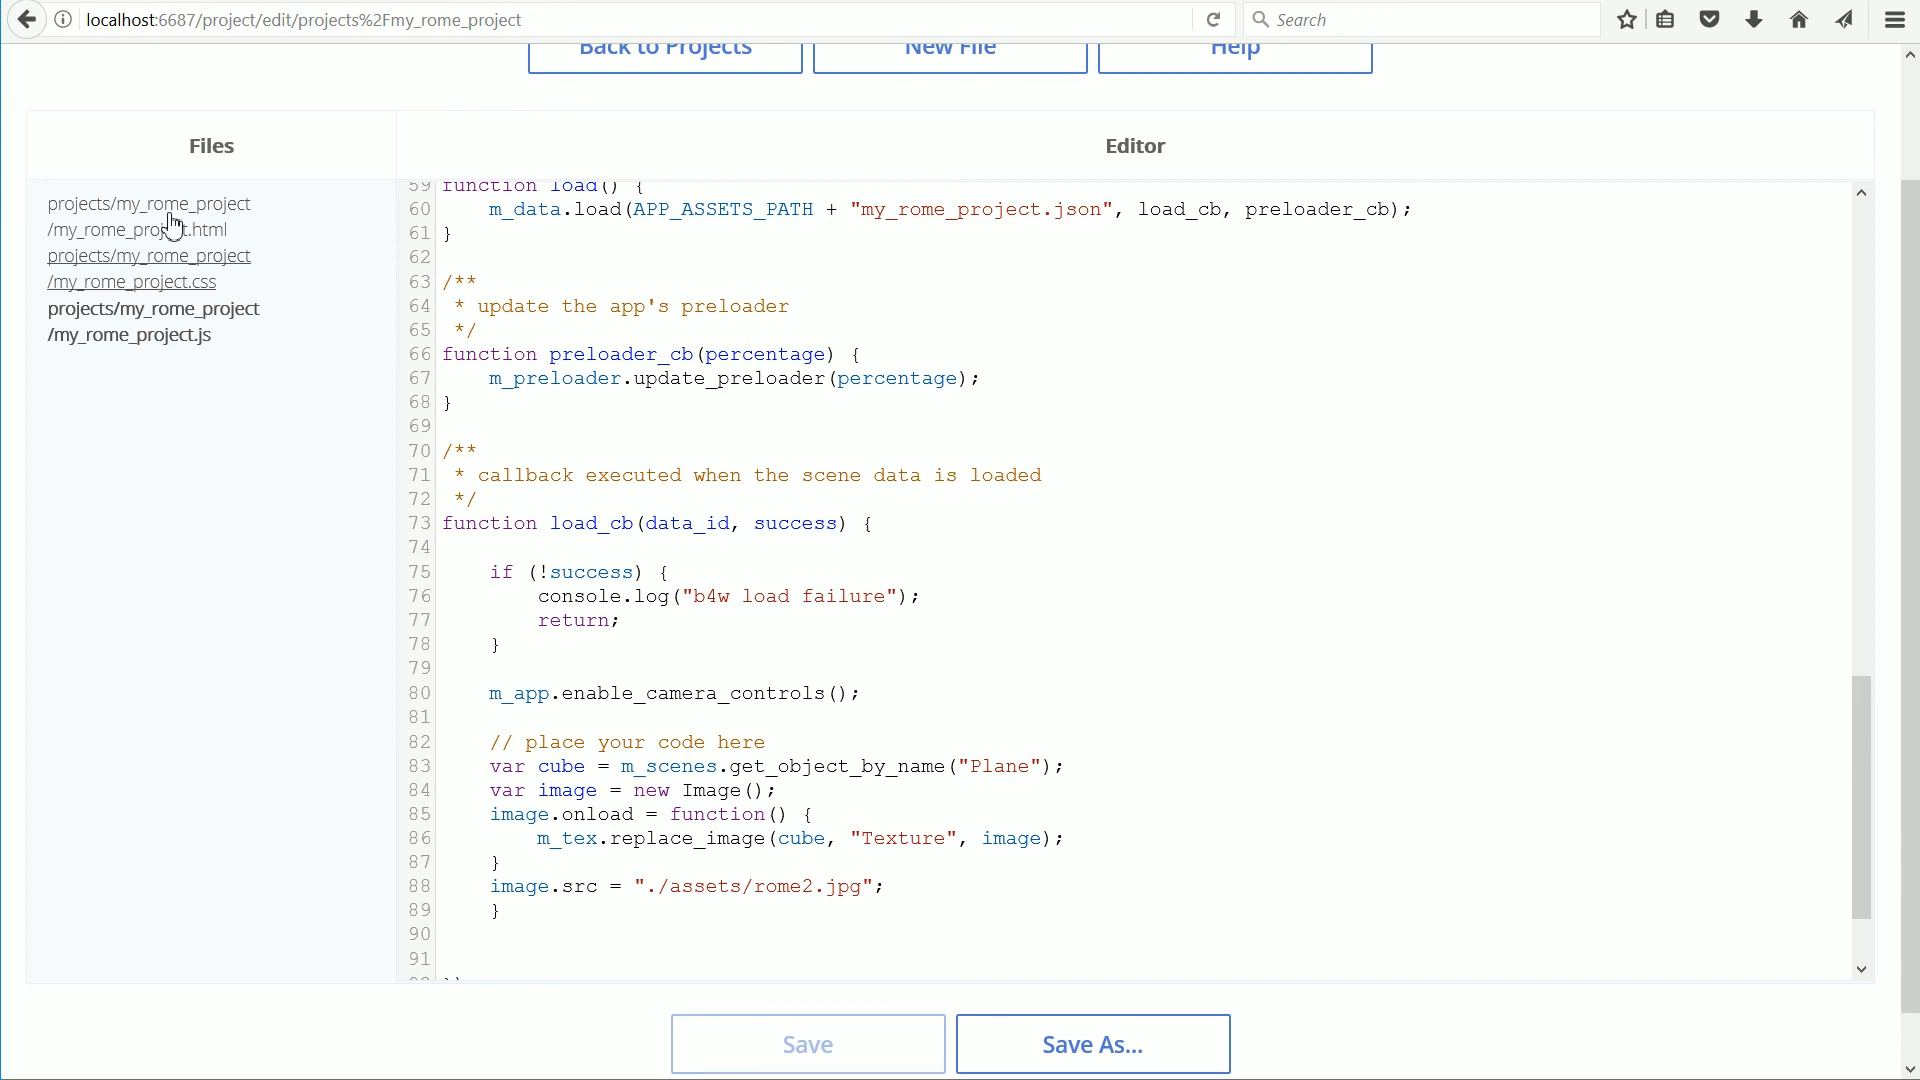 localhost:6687/project/edit/projects%2Fmy_rome_project
Search
Back to Projects
New File
Help
Files
Editor
projects/my_rome_project
/my_rome_project.html
projects/my_rome_project
/my_rome_project.css
projects/my_rome_project
/my_rome_project.js
59 function load() {
60 m_data.load(APP_ASSETS_PATH + "my_rome_project.json", load_cb, preloader_cb);
61 }
62
63 /**
64 * update the app's preloader
65 */
66 function preloader_cb(percentage) {
67 m_preloader.update_preloader(percentage);
68 }
69
70 /**
71 * callback executed when the scene data is loaded
72 */
73 function load_cb(data_id, success) {
74
75 if (!success) {
76 console.log("b4w load failure");
77 return;
78 }
79
80 m_app.enable_camera_controls();
81
82 // place your code here
83 var cube = m_scenes.get_object_by_name("Plane");
84 var image = new Image();
85 image.onload = function() {
86 m_tex.replace_image(cube, "Texture", image);
87 }
88 image.src = "./assets/rome2.jpg";
89 }
90
91
Save
Save As...